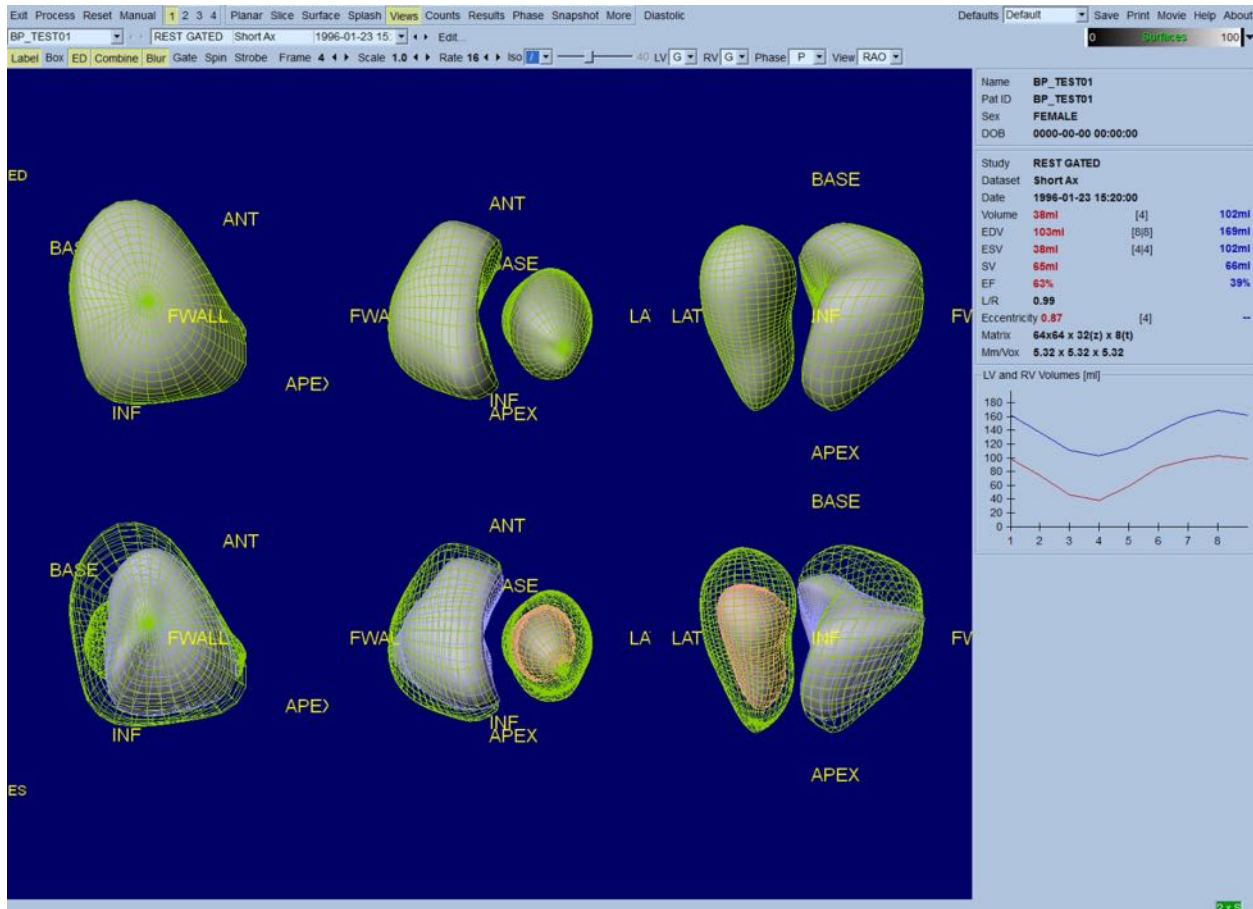 Exit Process Reset Manual 1 2 3 4 Planar Slice Surface Splash Views Counts Results Phase Snapshot More Diastolic Defaults Default Save Print Movie Help About
BP_TEST01 REST GATED Short Ax 1996-01-23 15: Edit... 0 Surfaces 100
Label Box ED Combine Blur Gate Spin Strobe Frame 4 Scale 1.0 Rate 16 Iso 40 LV G RV G Phase P View RAO
ED
BAS ANT FWALL APEX INF
ANT BASE FWA LA INF APEX
BASE LAT INF FW APEX
BASE ANT FWALL APEX INF
ANT ASE FWAL LA INF APEX
BASE LAT INF FW APEX
ES
Name BP_TEST01
Pat ID BP_TEST01
Sex FEMALE
DOB 0000-00-00 00:00:00
Study REST GATED
Dataset Short Ax
Date 1996-01-23 15:20:00
Volume 38ml [4] 102ml
EDV 103ml [8|8] 169ml
ESV 38ml [4|4] 102ml
SV 65ml 66ml
EF 63% 39%
L/R 0.99
Eccentricity 0.87 [4] --
Matrix 64x64 x 32(z) x 8(t)
Mm/Vox 5.32 x 5.32 x 5.32
LV and RV Volumes [ml]
180
160
140
120
100
80
60
40
20
0
1 2 3 4 5 6 7 8